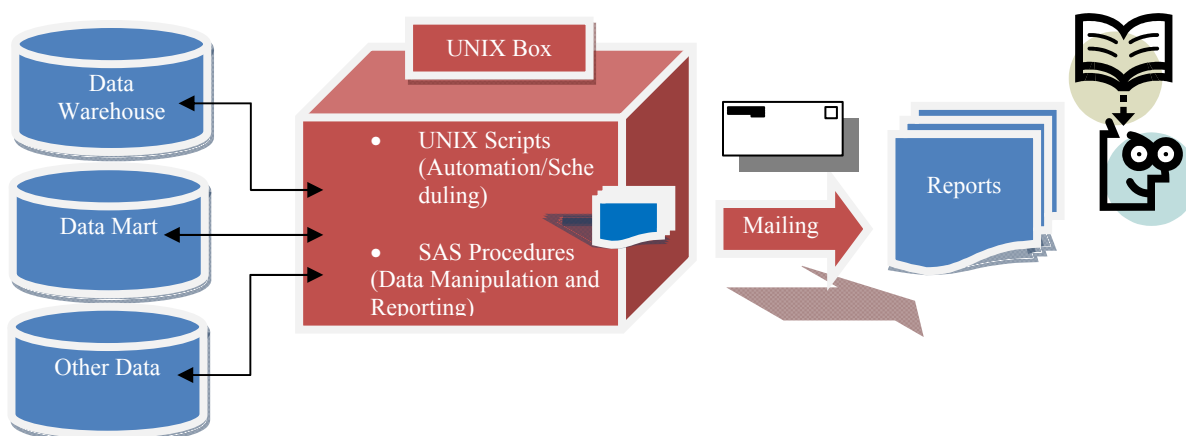 UNIX Box
Data
Warehouse
Data Mart
Other Data
• UNIX Scripts
(Automation/Sche
duling)
• SAS Procedures
(Data Manipulation and
Reporting)
Mailing
Reports